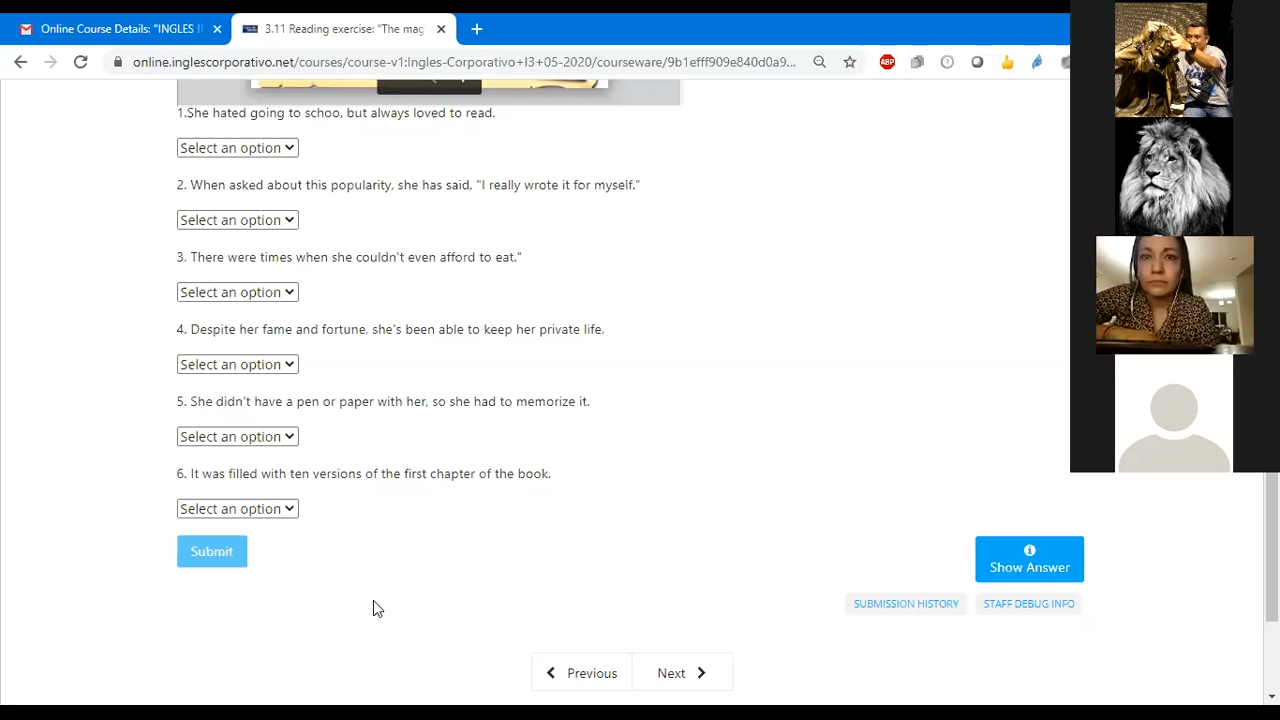 Online Course Details: "INGLES II
3.11 Reading exercise: "The mag
online.inglescorporativo.net/courses/course-v1:Ingles-Corporativo+I3+05-2020/courseware/9b1efff909e840d0a9...
ABP
1.She hated going to schoo, but always loved to read.
Select an option
2. When asked about this popularity, she has said, "I really wrote it for myself."
Select an option
3. There were times when she couldn't even afford to eat."
Select an option
4. Despite her fame and fortune, she's been able to keep her private life.
Select an option
5. She didn't have a pen or paper with her, so she had to memorize it.
Select an option
6. It was filled with ten versions of the first chapter of the book.
Select an option
Submit
Show Answer
SUBMISSION HISTORY
STAFF DEBUG INFO
Previous
Next